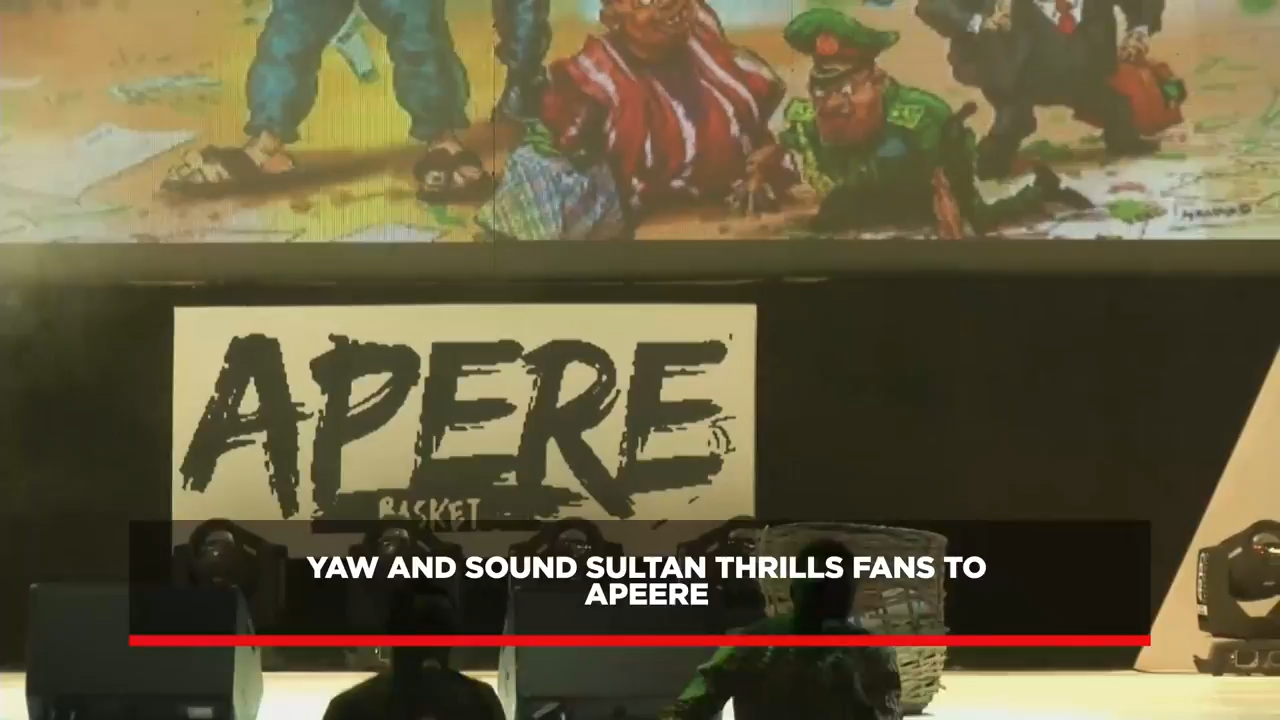 APERE
BASKET
YAW AND SOUND SULTAN THRILLS FANS TO
APEERE